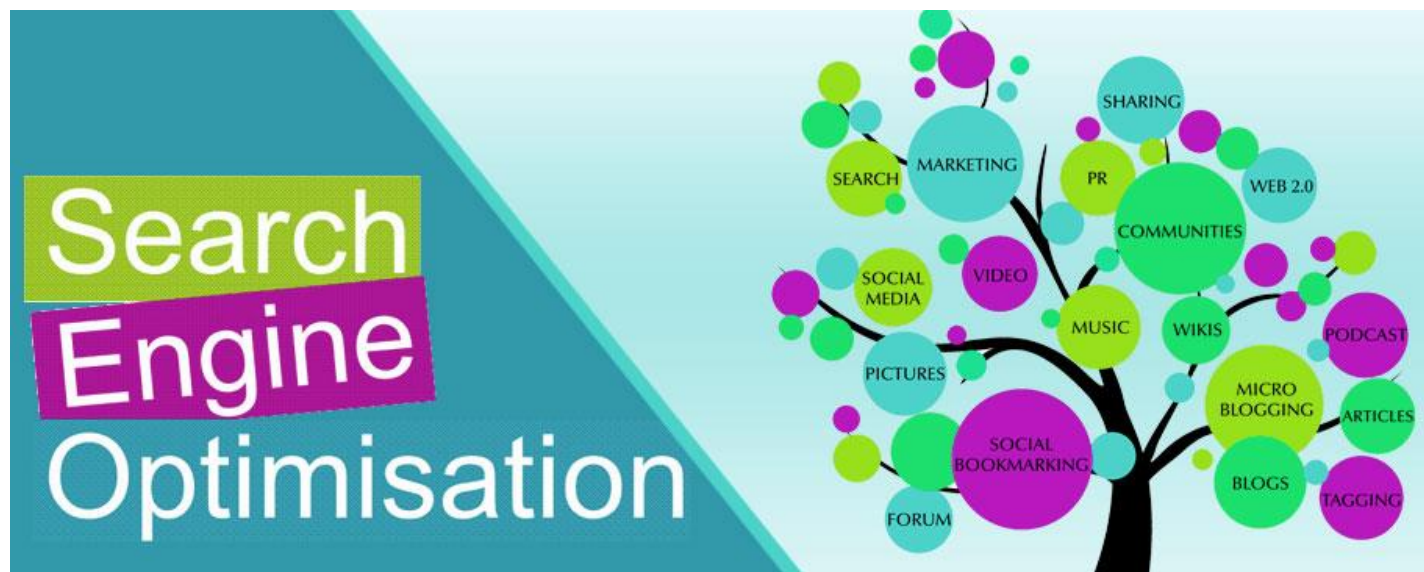 Search
Engine
Optimisation
SHARING
MARKETING
SEARCH
PR
WEB 2.0
COMMUNITIES
SOCIAL
MEDIA
VIDEO
MUSIC
WIKIS
PODCAST
PICTURES
MICRO
BLOGGING
ARTICLES
SOCIAL
BOOKMARKING
BLOGS
TAGGING
FORUM